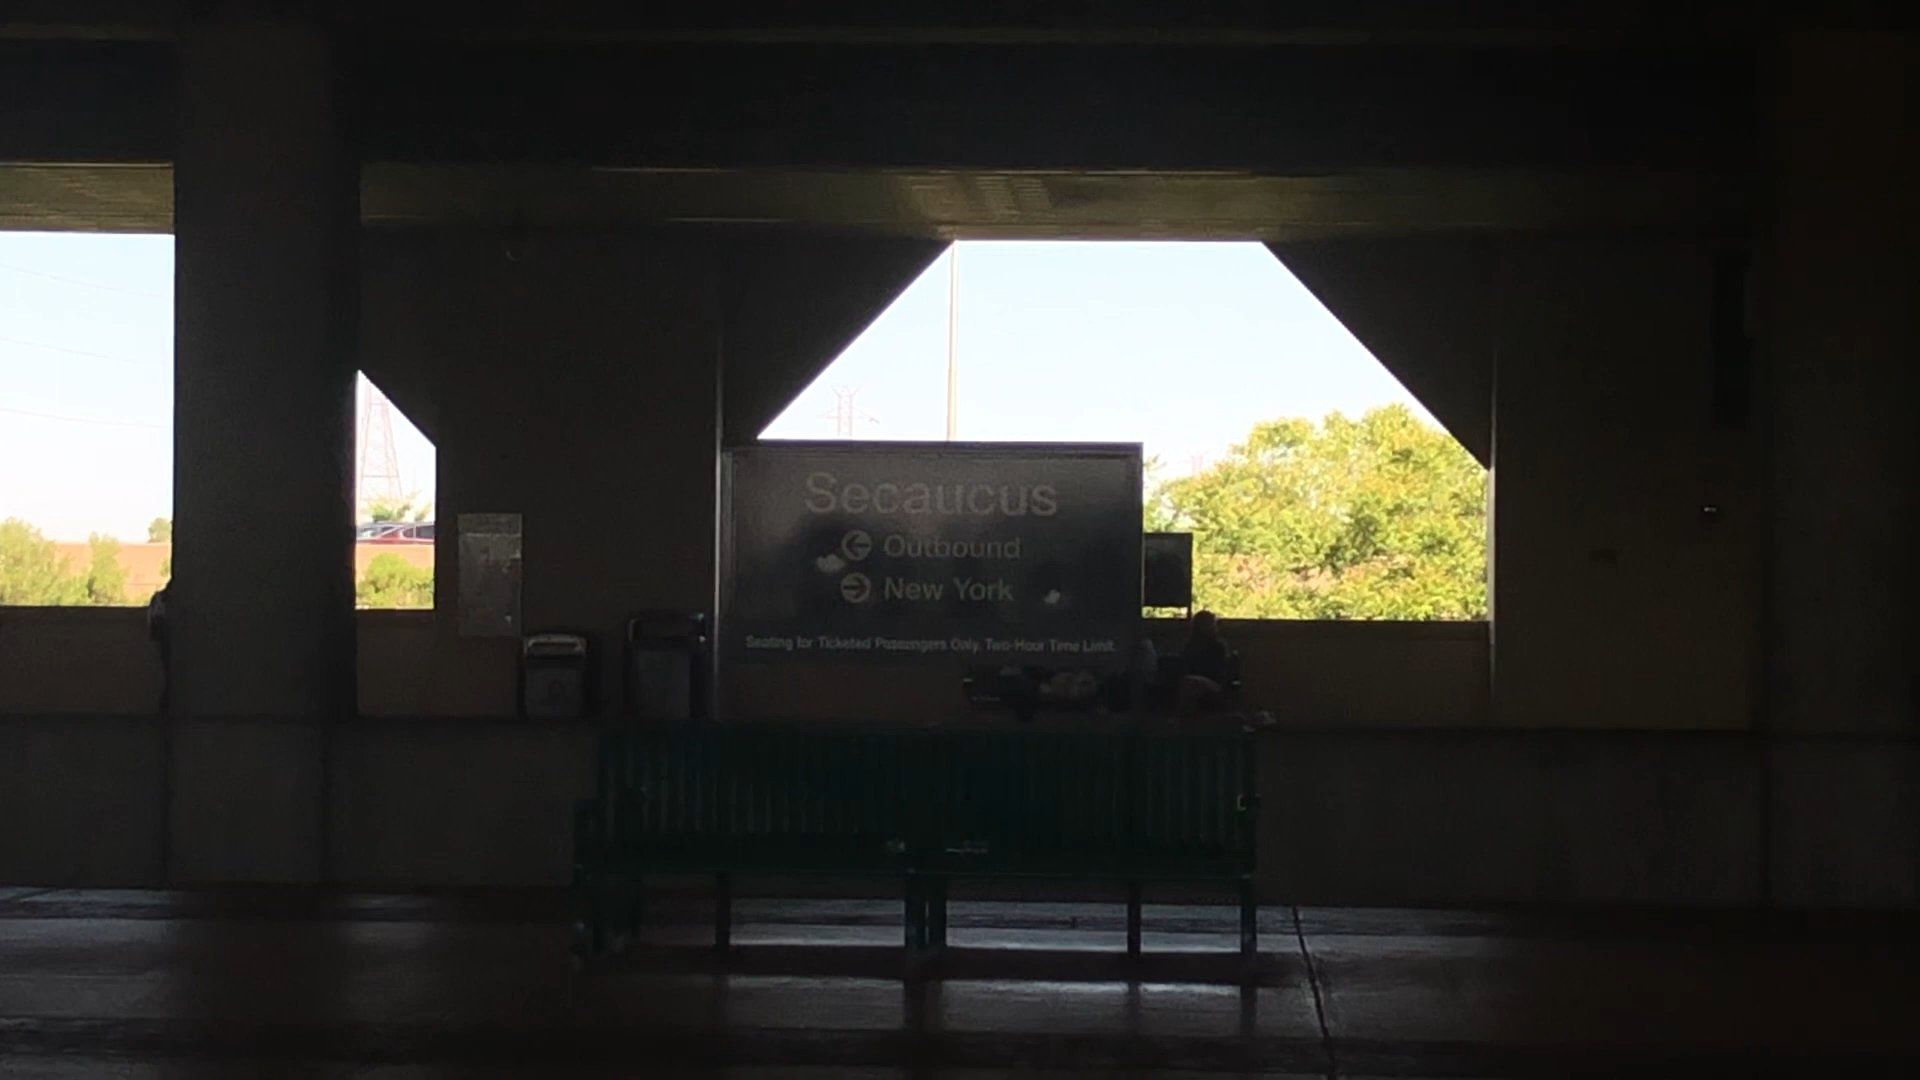 Secaucus
Outbound
New York
Seating for Ticketed Passengers Only. Two-Hour Time Limit.